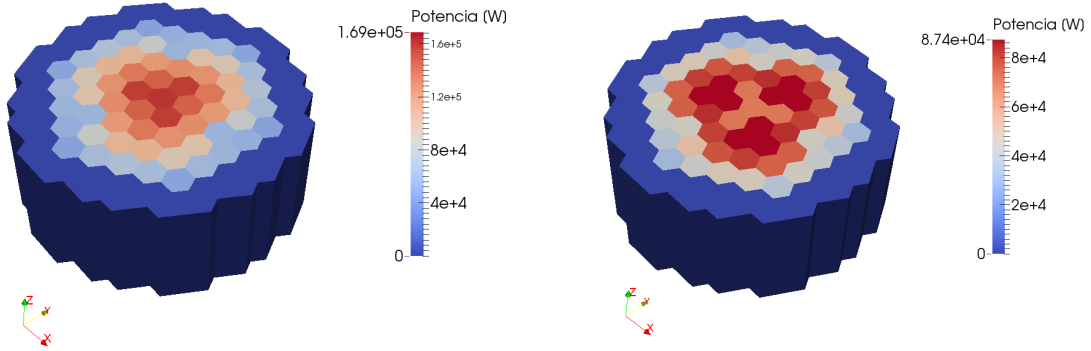 Potencia (W)
1.69e+05
1.6e+5
1.2e+5
8e+4
4e+4
0
Z
Y
X
Potencia (W)
8.74e+04
8e+4
6e+4
4e+4
2e+4
0
Z
Y
X